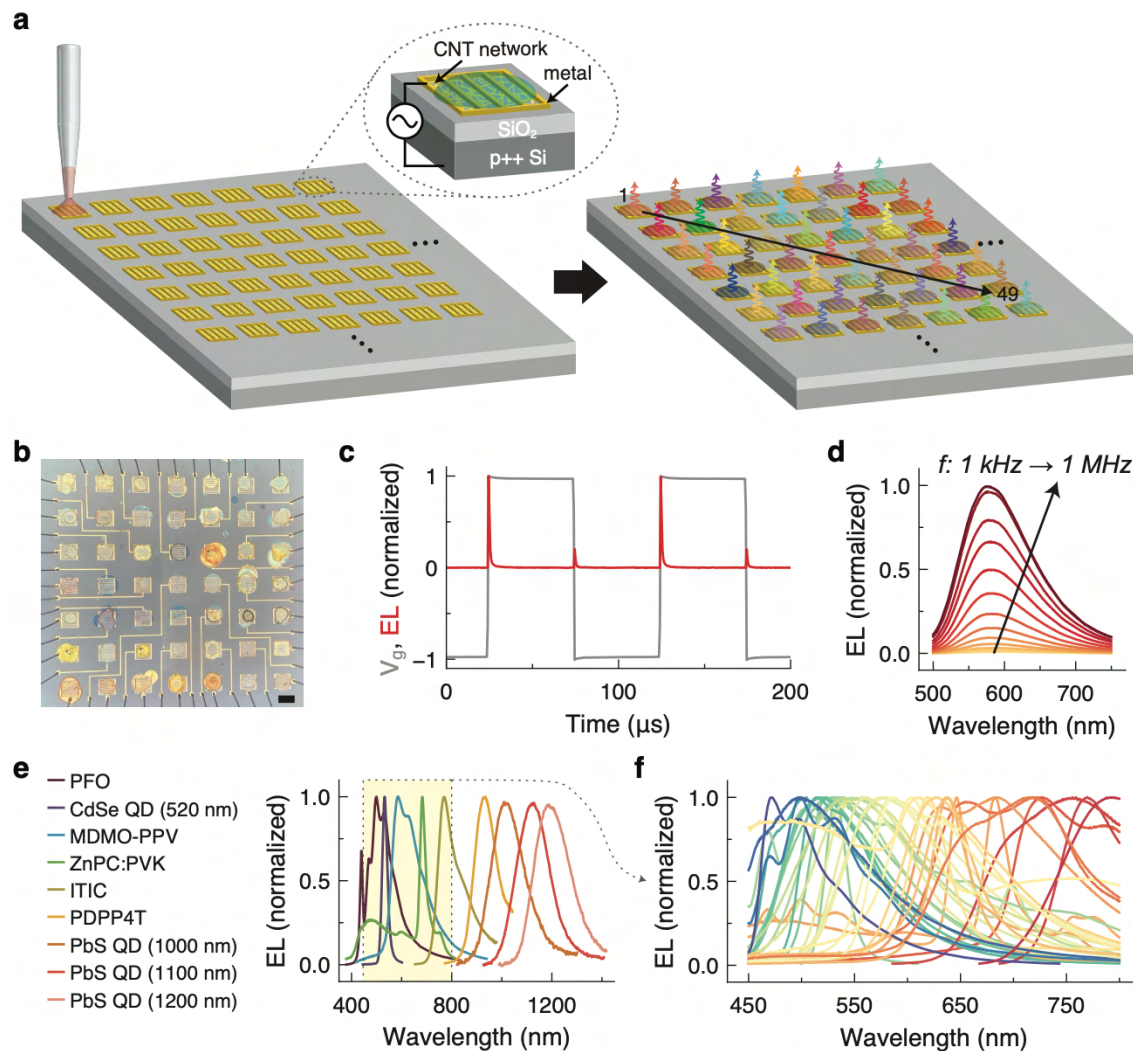 a
CNT network
metal
SiO₂
p++ Si
1
49
b
c
V_g, EL (normalized)
1
0
−1
0
100
200
Time (µs)
d
f: 1 kHz → 1 MHz
EL (normalized)
1.0
0.5
0.0
500
600
700
Wavelength (nm)
e
PFO
CdSe QD (520 nm)
MDMO-PPV
ZnPC:PVK
ITIC
PDPP4T
PbS QD (1000 nm)
PbS QD (1100 nm)
PbS QD (1200 nm)
EL (normalized)
1.0
0.5
0.0
400
800
1200
Wavelength (nm)
f
EL (normalized)
1.0
0.5
0.0
450
550
650
750
Wavelength (nm)